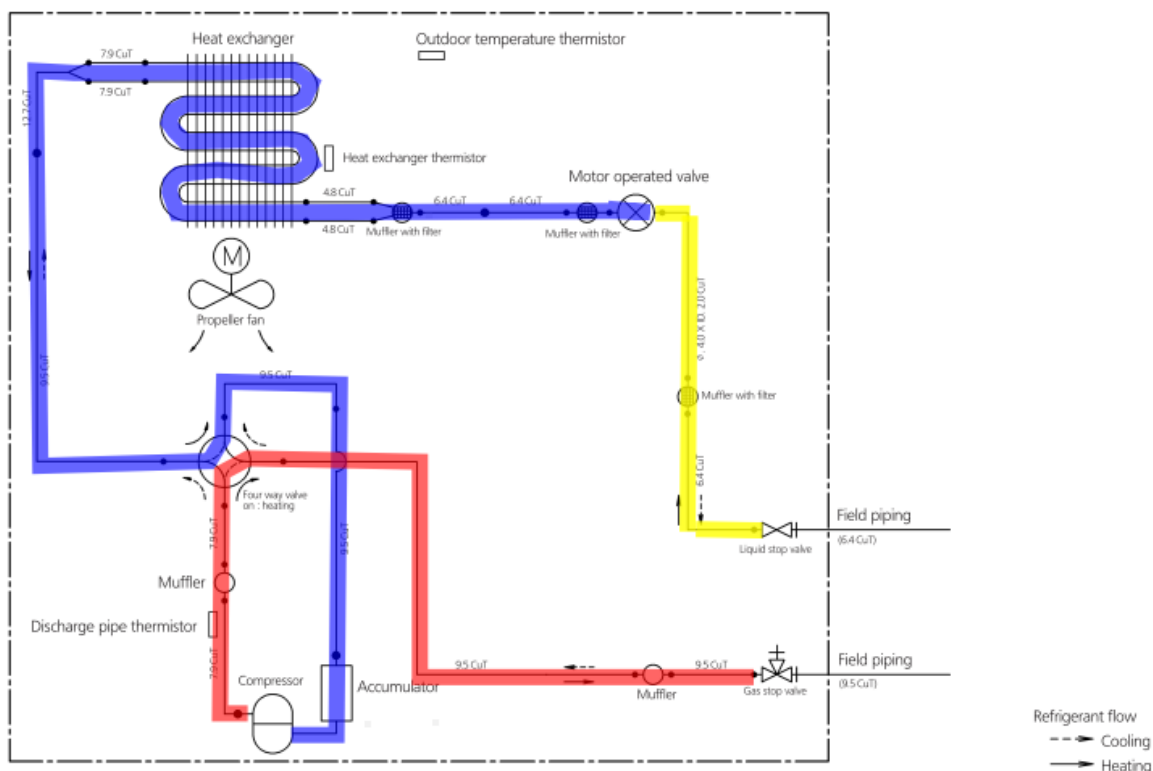 Heat exchanger
Outdoor temperature thermistor
7.9 CuT
7.9 CuT
12.7 CuT
Heat exchanger thermistor
Motor operated valve
4.8 CuT
6.4 CuT
6.4 CuT
4.8 CuT
Muffler with filter
Muffler with filter
M
Propeller fan
9.5 CuT
9.5 CuT
Muffler with filter
6.4 CuT
Four way valve
on : heating
7.9 CuT
9.5 CuT
Field piping
(6.4 CuT)
Liquid stop valve
Muffler
Discharge pipe thermistor
7.9 CuT
9.5 CuT
9.5 CuT
Field piping
(9.5 CuT)
Compressor
Accumulator
Muffler
Gas stop valve
Refrigerant flow
Cooling
Heating